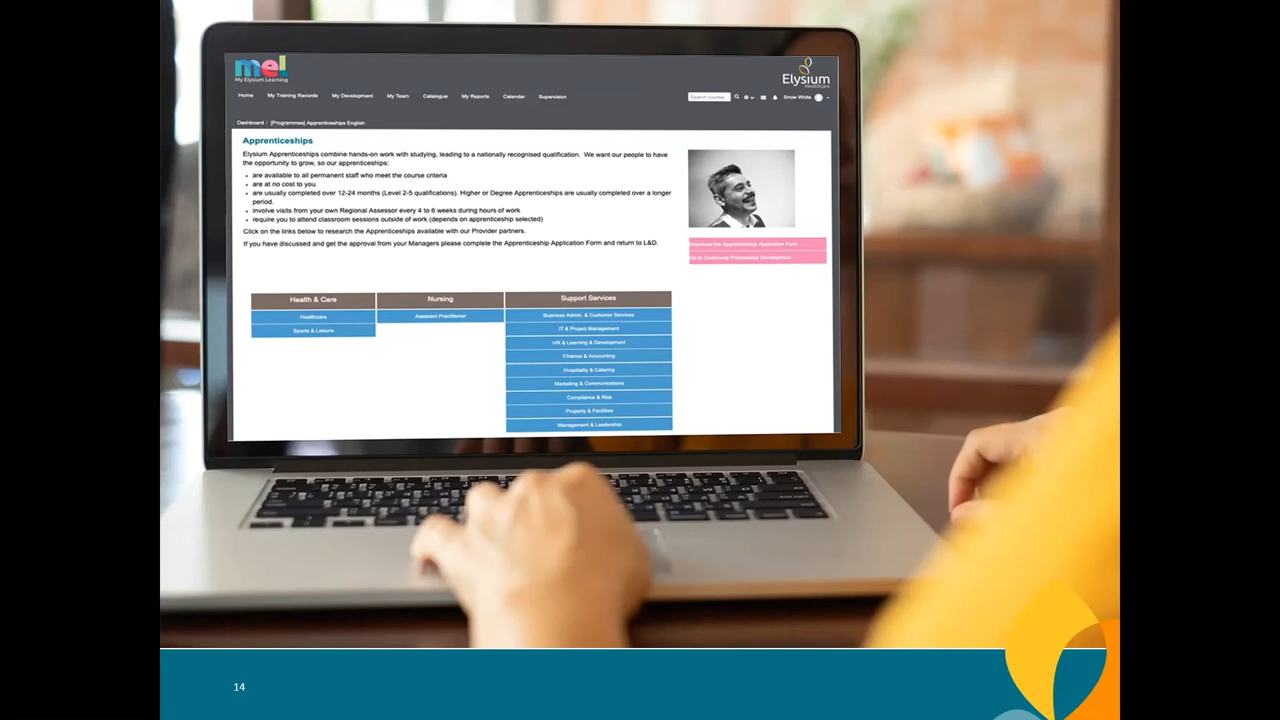 me!
My Elysium Learning
Elysium
Healthcare
Home My Training Records My Development My Team Catalogue My Reports Calendar Supervision
Search course
Snow White
Dashboard / [Programmes] Apprenticeships English
Apprenticeships
Elysium Apprenticeships combine hands-on work with studying, leading to a nationally recognised qualification. We want our people to have
the opportunity to grow, so our apprenticeships:
• are available to all permanent staff who meet the course criteria
• are at no cost to you
• are usually completed over 12-24 months (Level 2-5 qualifications). Higher or Degree Apprenticeships are usually completed over a longer
period.
• involve visits from your own Regional Assessor every 4 to 6 weeks during hours of work
• require you to attend classroom sessions outside of work (depends on apprenticeship selected)
Click on the links below to research the Apprenticeships available with our Provider partners.
If you have discussed and get the approval from your Managers please complete the Apprenticeship Application Form and return to L&D.
Download the Apprenticeship Application Form
Go to Continuing Professional Development
Health & Care
Healthcare
Sports & Leisure
Nursing
Assistant Practitioner
Support Services
Business Admin, & Customer Services
IT & Project Management
HR & Learning & Development
Finance & Accounting
Hospitality & Catering
Marketing & Communications
Compliance & Risk
Property & Facilities
Management & Leadership
14